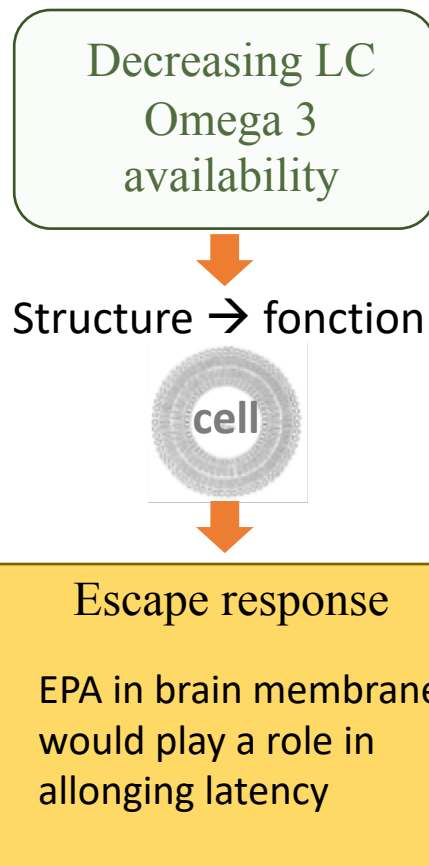 Decreasing LC
Omega 3
availability
Structure → fonction
cell
Escape response
EPA in brain membrane
would play a role in
allonging latency